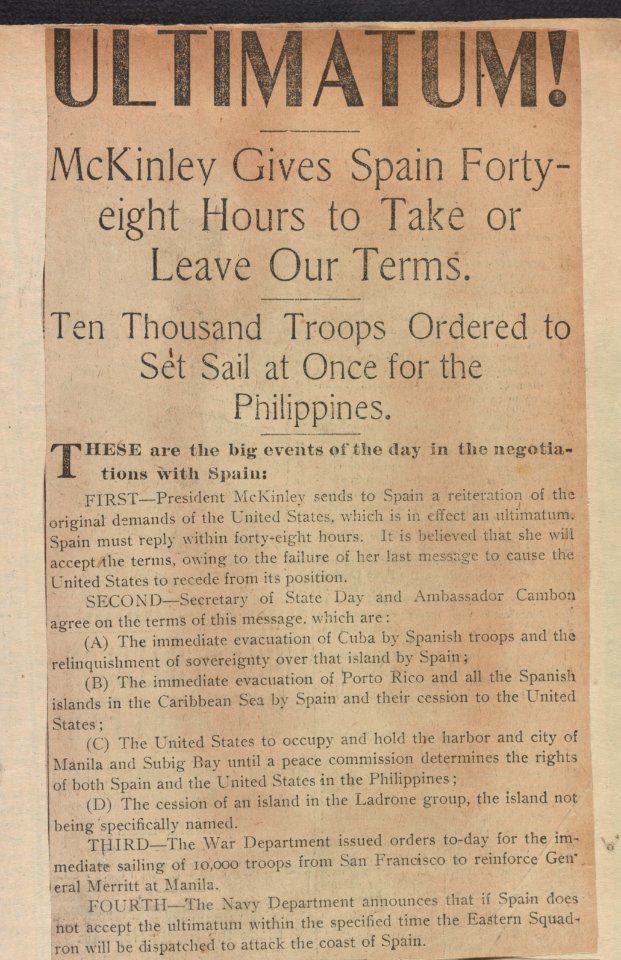 ULTIMATUM!
McKinley Gives Spain Forty-
eight Hours to Take or
Leave Our Terms.
Ten Thousand Troops Ordered to
Set Sail at Once for the
Philippines.
THESE are the big events of the day in the negotia-
tions with Spain:
FIRST—President McKinley sends to Spain a reiteration of the
original demands of the United States, which is in effect an ultimatum.
Spain must reply within forty-eight hours. It is believed that she will
accept the terms, owing to the failure of her last message to cause the
United States to recede from its position.
SECOND—Secretary of State Day and Ambassador Cambon
agree on the terms of this message, which are:
(A) The immediate evacuation of Cuba by Spanish troops and the
relinquishment of sovereignty over that island by Spain;
(B) The immediate evacuation of Porto Rico and all the Spanish
islands in the Caribbean Sea by Spain and their cession to the United
States;
(C) The United States to occupy and hold the harbor and city of
Manila and Subig Bay until a peace commission determines the rights
of both Spain and the United States in the Philippines;
(D) The cession of an island in the Ladrone group, the island not
being specifically named.
THIRD—The War Department issued orders to-day for the im-
mediate sailing of 10,000 troops from San Francisco to reinforce Gen-
eral Merritt at Manila.
FOURTH—The Navy Department announces that if Spain does
not accept the ultimatum within the specified time the Eastern Squad-
ron will be dispatched to attack the coast of Spain.